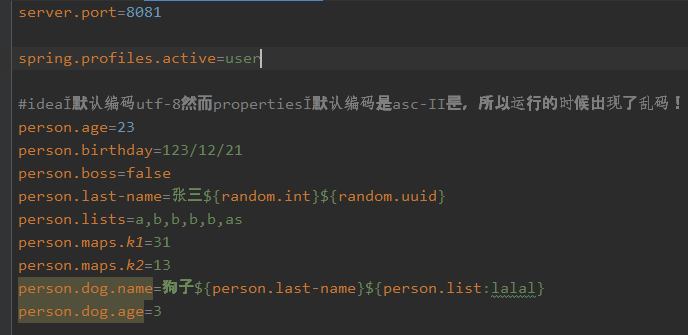 server.port=8081
spring.profiles.active=user
#idea默认编码utf-8然而properties默认编码是asc-II,所以运行的时候出现了乱码!
person.age=23
person.birthday=123/12/21
person.boss=false
person.last-name=张三${random.int}${random.uuid}
person.lists=a,b,b,b,b,as
person.maps.k1=31
person.maps.k2=13
person.dog.name=狗子${person.last-name}${person.list:lalal}
person.dog.age=3